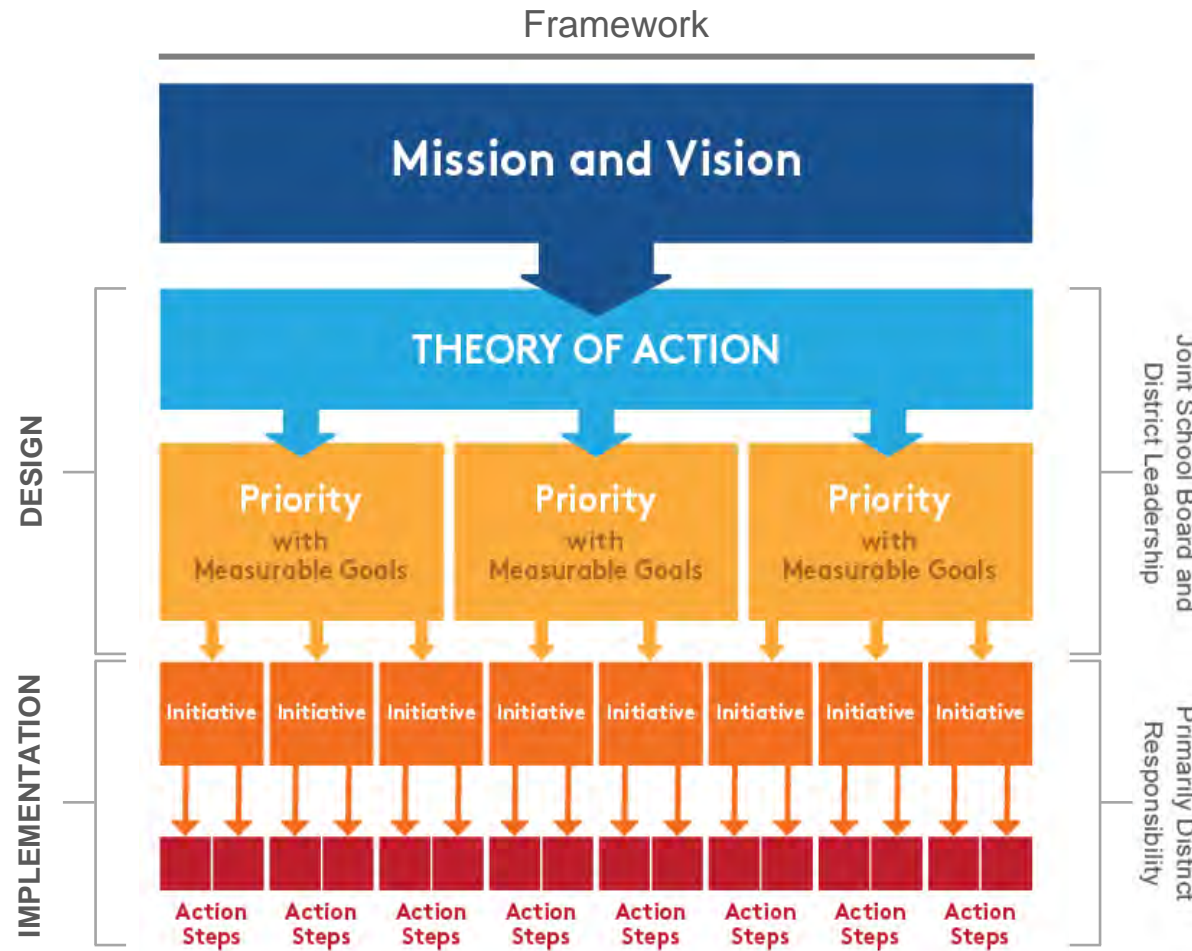 Framework
Mission and Vision
THEORY OF ACTION
DESIGN
Priority
with
Measurable Goals
Priority
with
Measurable Goals
Priority
with
Measurable Goals
Joint School Board and
District Leadership
IMPLEMENTATION
Initiative
Initiative
Initiative
Initiative
Initiative
Initiative
Initiative
Initiative
Primarily District
Responsibility
Action
Steps
Action
Steps
Action
Steps
Action
Steps
Action
Steps
Action
Steps
Action
Steps
Action
Steps